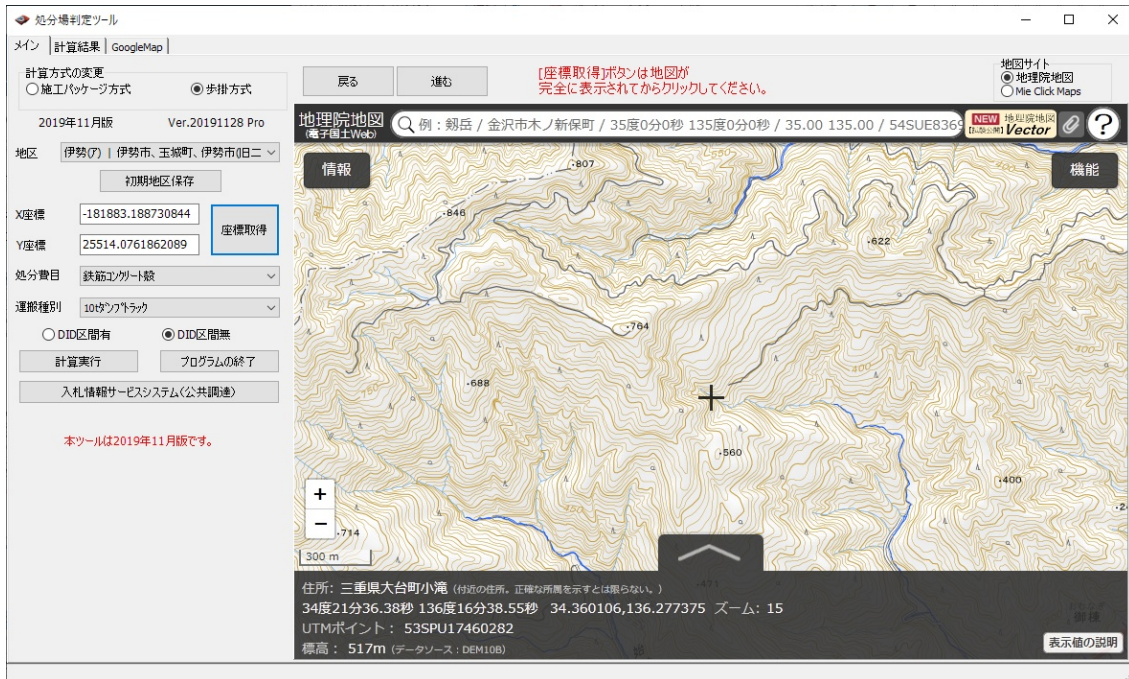 処分場判定ツール
メイン 計算結果 GoogleMap
計算方式の変更
施工パッケージ方式 歩掛方式
2019年11月版 Ver.20191128 Pro
地区 伊勢(ア) | 伊勢市、玉城町、伊勢市(旧二
初期地区保存
X座標 -181883.188730844
座標取得
Y座標 25514.0761862089
処分費目 鉄筋コンクリート殻
運搬種別 10tダンプトラック
DID区間有 DID区間無
計算実行 プログラムの終了
入札情報サービスシステム(公共調達)
本ツールは2019年11月版です。
戻る 進む
[座標取得]ボタンは地図が
完全に表示されてからクリックしてください。
地図サイト
地理院地図
Mie Click Maps
地理院地図
(電子国土Web)
例：剱岳 / 金沢市木ノ新保町 / 35度0分0秒 135度0分0秒 / 35.00 135.00 / 54SUE8369
NEW 地理院地図
Vector
?
情報
機能
807
846
622
764
400
688
400
560
400
450
714
+
−
300 m
471
住所: 三重県大台町小滝 (付近の住所。正確な所属を示すとは限らない。)
34度21分36.38秒 136度16分38.55秒 34.360106,136.277375 ズーム: 15
UTMポイント： 53SPU17460282
標高： 517m (データソース：DEM10B)
表示値の説明